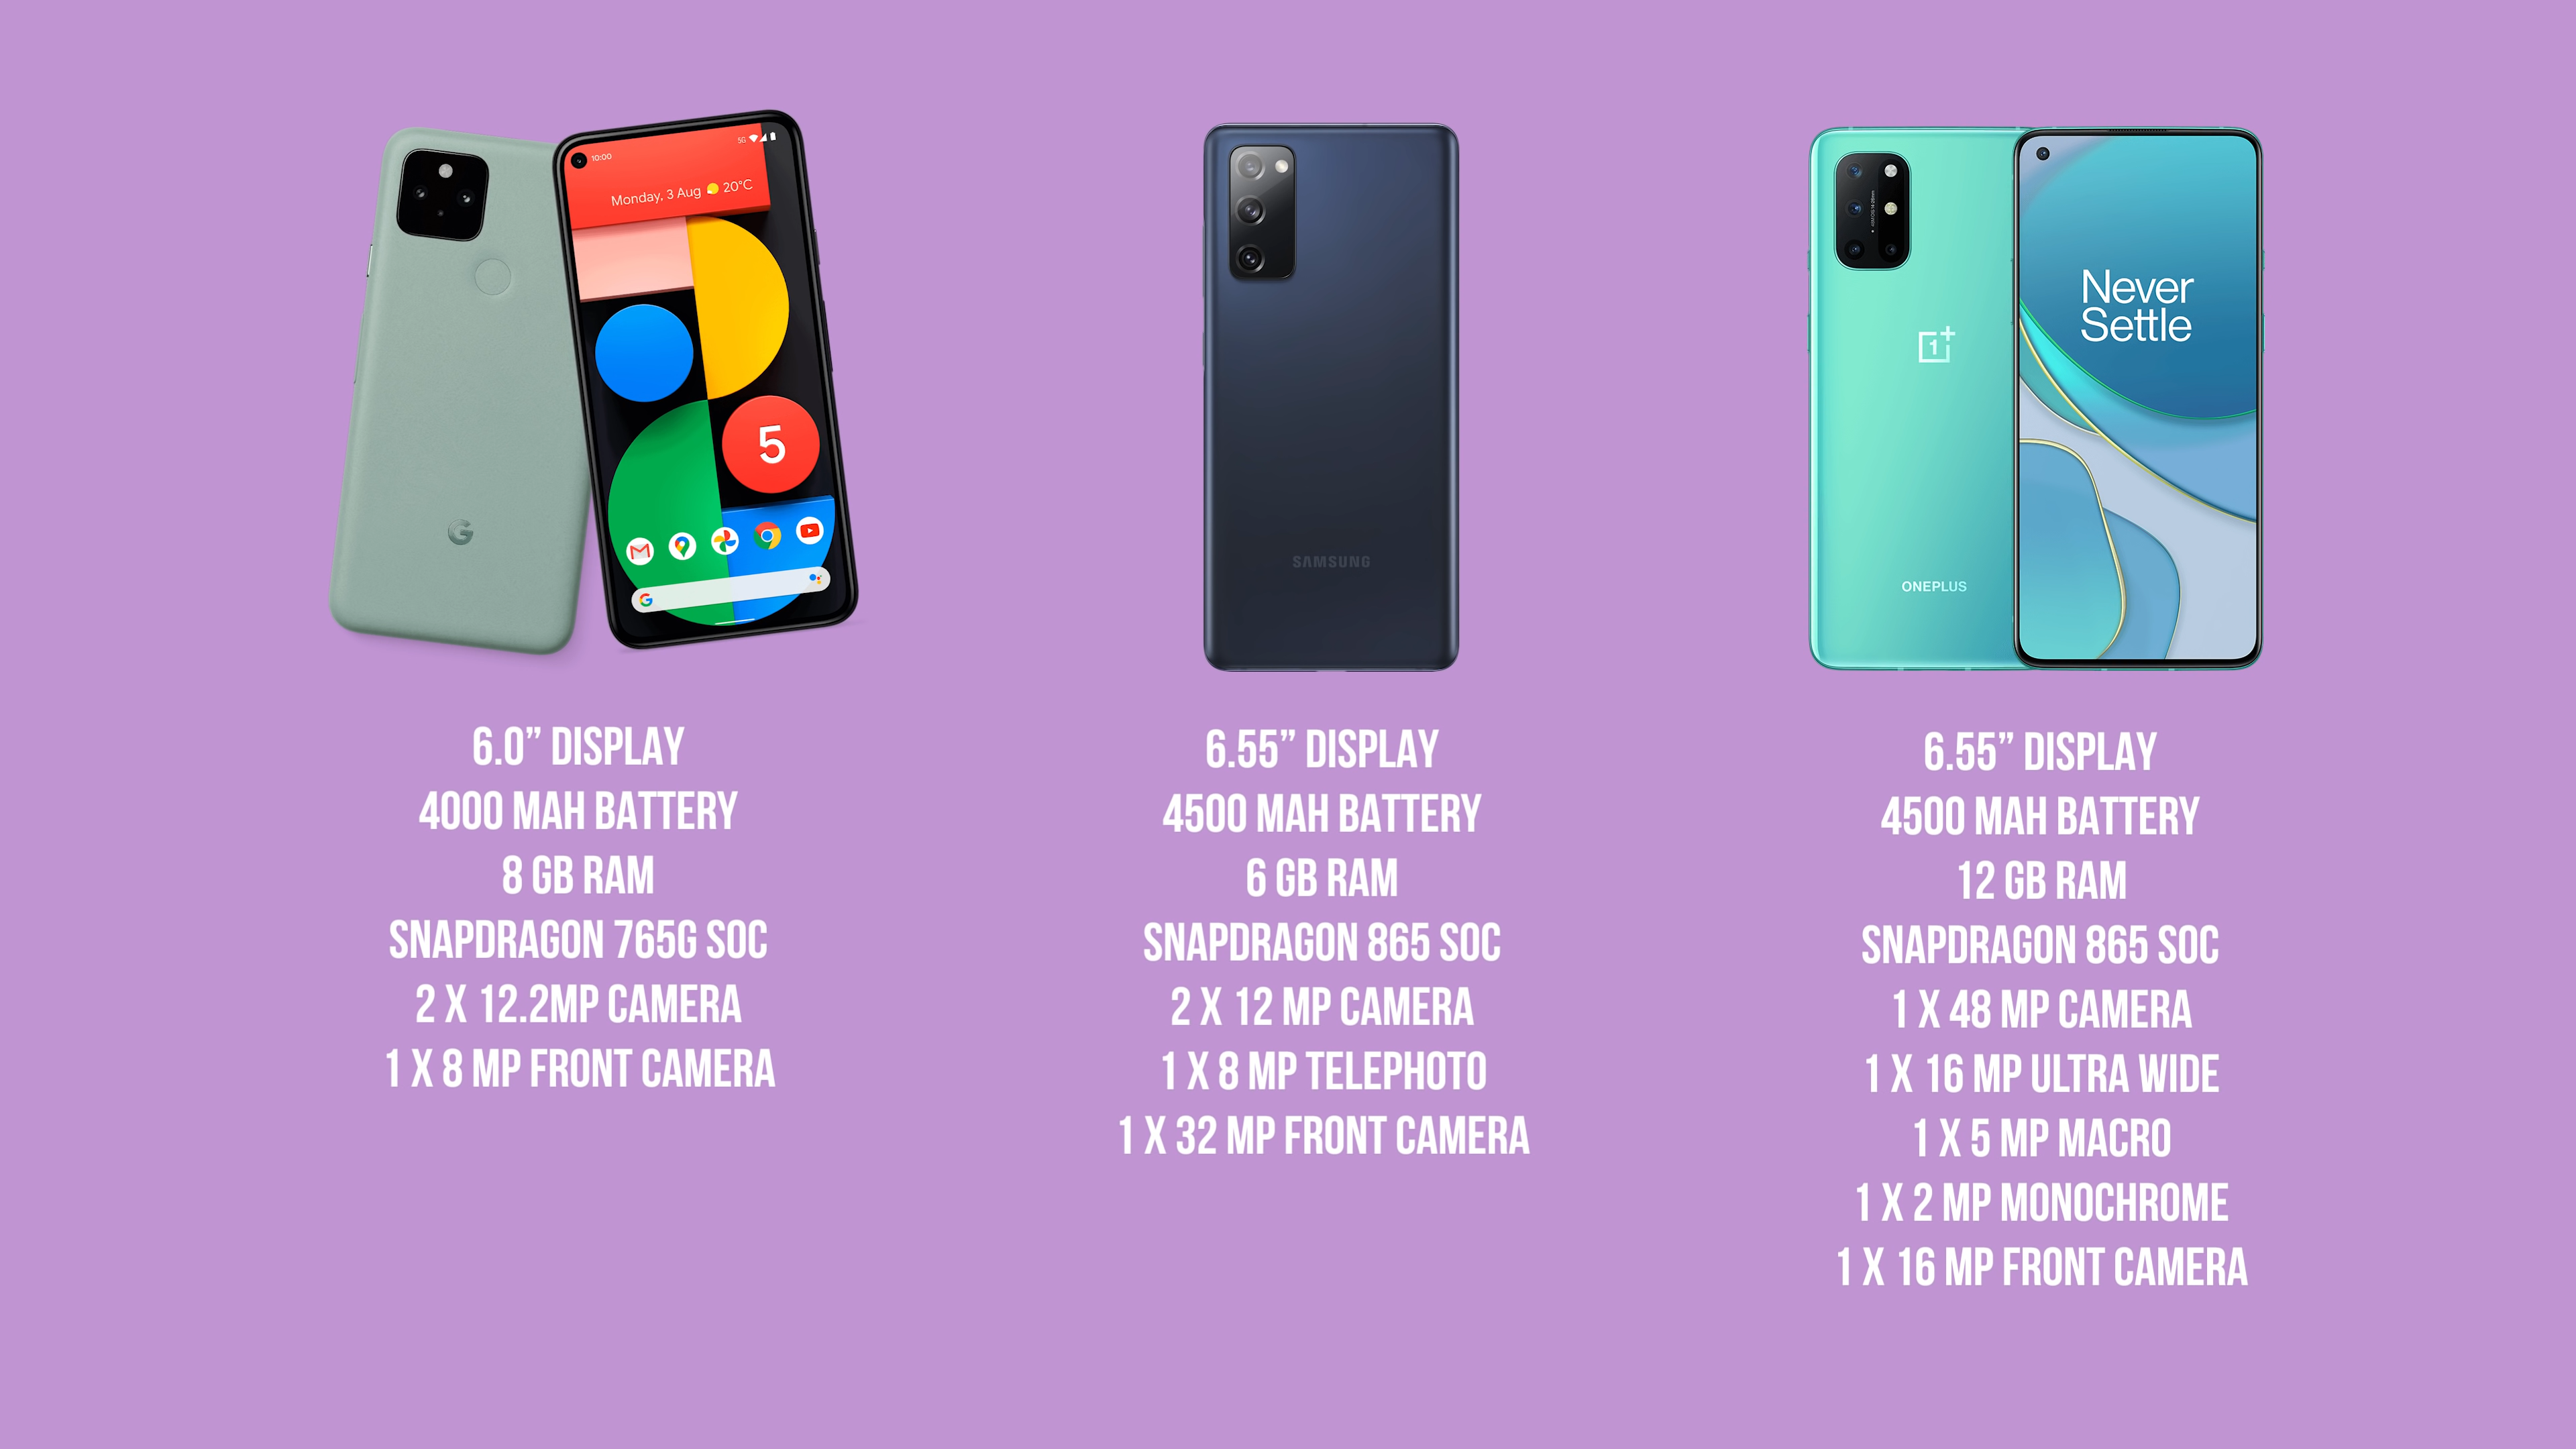 5G
10:00
Monday, 3 Aug 20°C
5
G
SAMSUNG
1+
ONEPLUS
Never
Settle
6.0” DISPLAY
4000 MAH BATTERY
8 GB RAM
SNAPDRAGON 765G SOC
2 X 12.2MP CAMERA
1 X 8 MP FRONT CAMERA
6.55” DISPLAY
4500 MAH BATTERY
6 GB RAM
SNAPDRAGON 865 SOC
2 X 12 MP CAMERA
1 X 8 MP TELEPHOTO
1 X 32 MP FRONT CAMERA
6.55” DISPLAY
4500 MAH BATTERY
12 GB RAM
SNAPDRAGON 865 SOC
1 X 48 MP CAMERA
1 X 16 MP ULTRA WIDE
1 X 5 MP MACRO
1 X 2 MP MONOCHROME
1 X 16 MP FRONT CAMERA